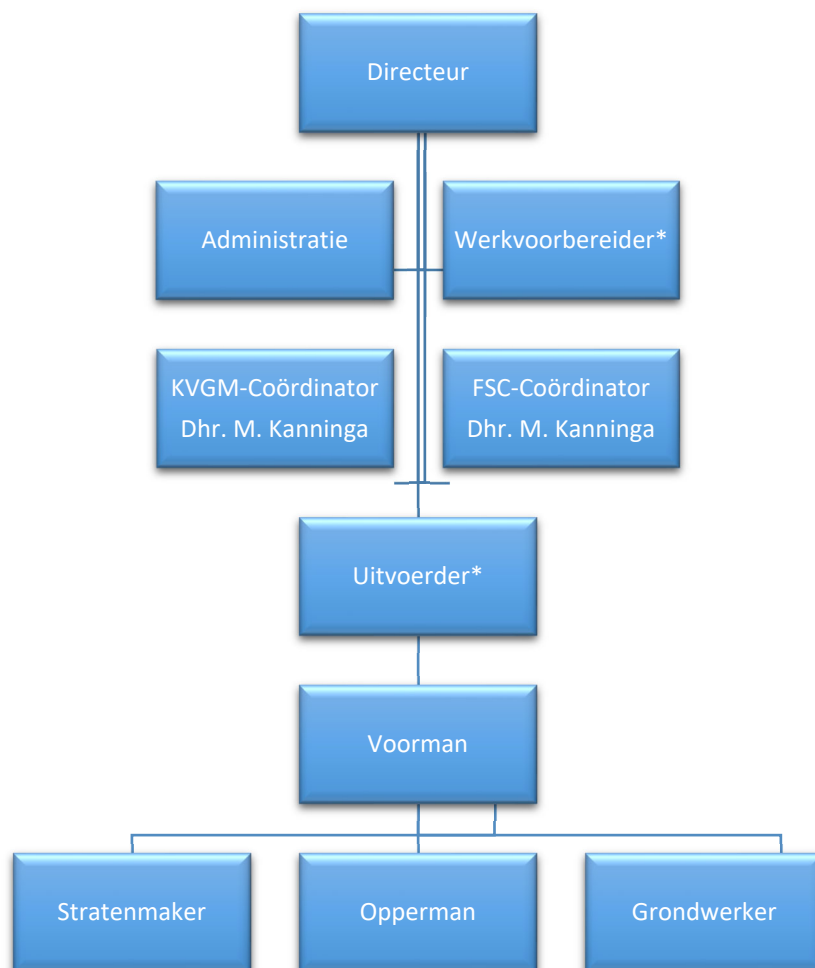 Directeur
Administratie
Werkvoorbereider*
KVGM-Coördinator
Dhr. M. Kanninga
FSC-Coördinator
Dhr. M. Kanninga
Uitvoerder*
Voorman
Stratenmaker
Opperman
Grondwerker